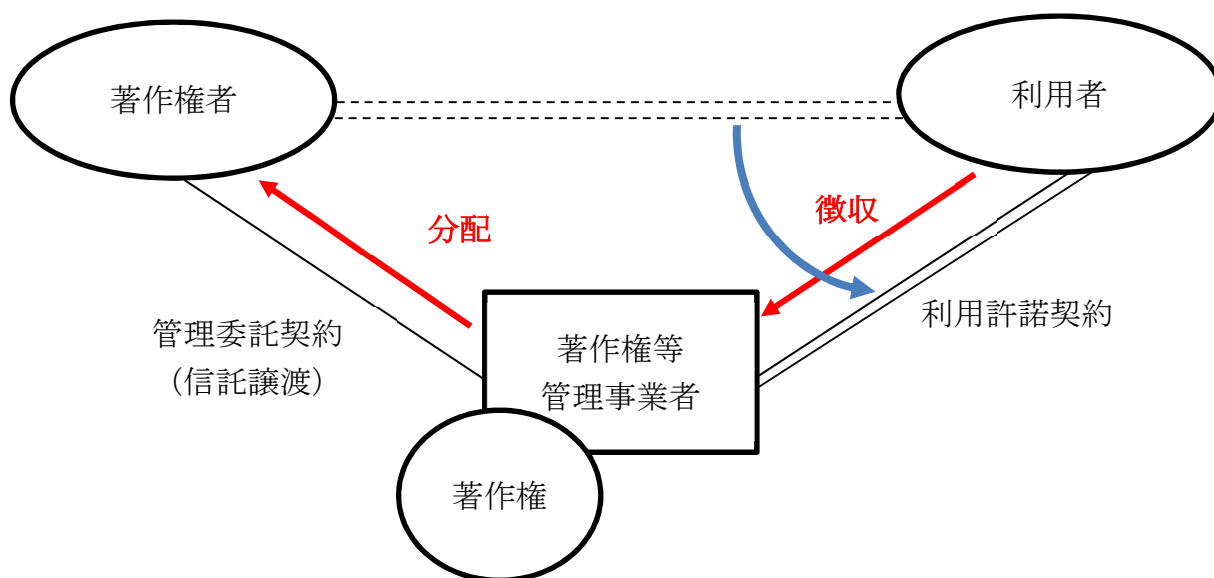 著作権者
利用者
分配
徴収
管理委託契約
（信託譲渡）
著作権等
管理事業者
利用許諾契約
著作権